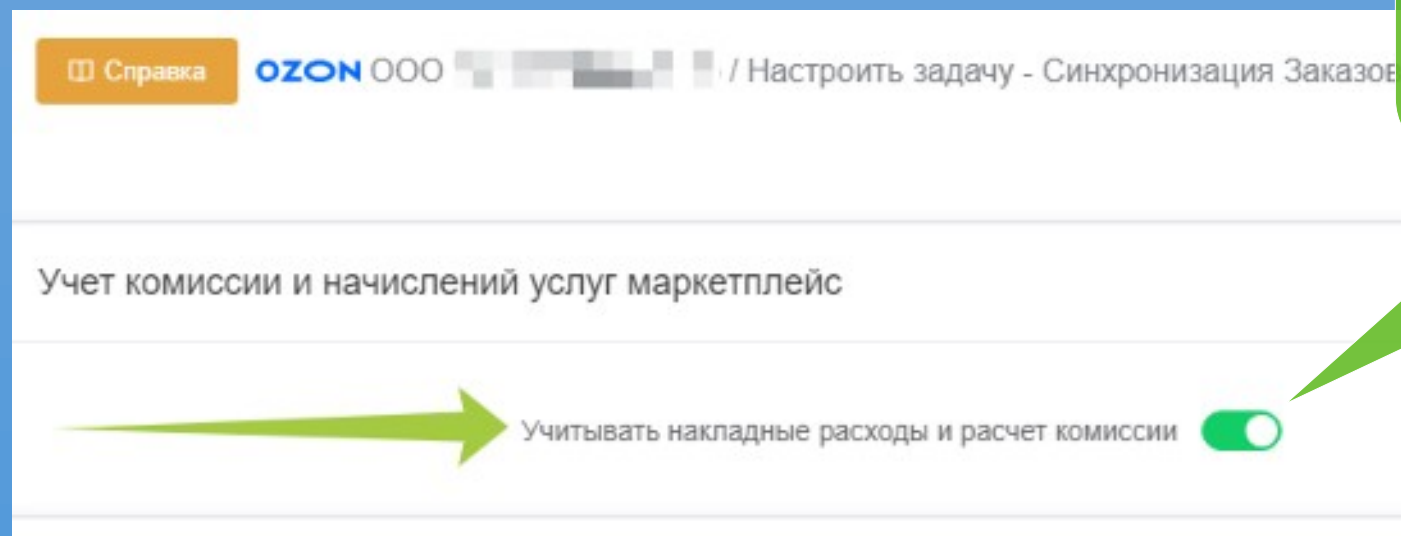 Справка OZON ООО / Настроить задачу - Синхронизация Заказов
Учет комиссии и начислений услуг маркетплейс
Учитывать накладные расходы и расчет комиссии